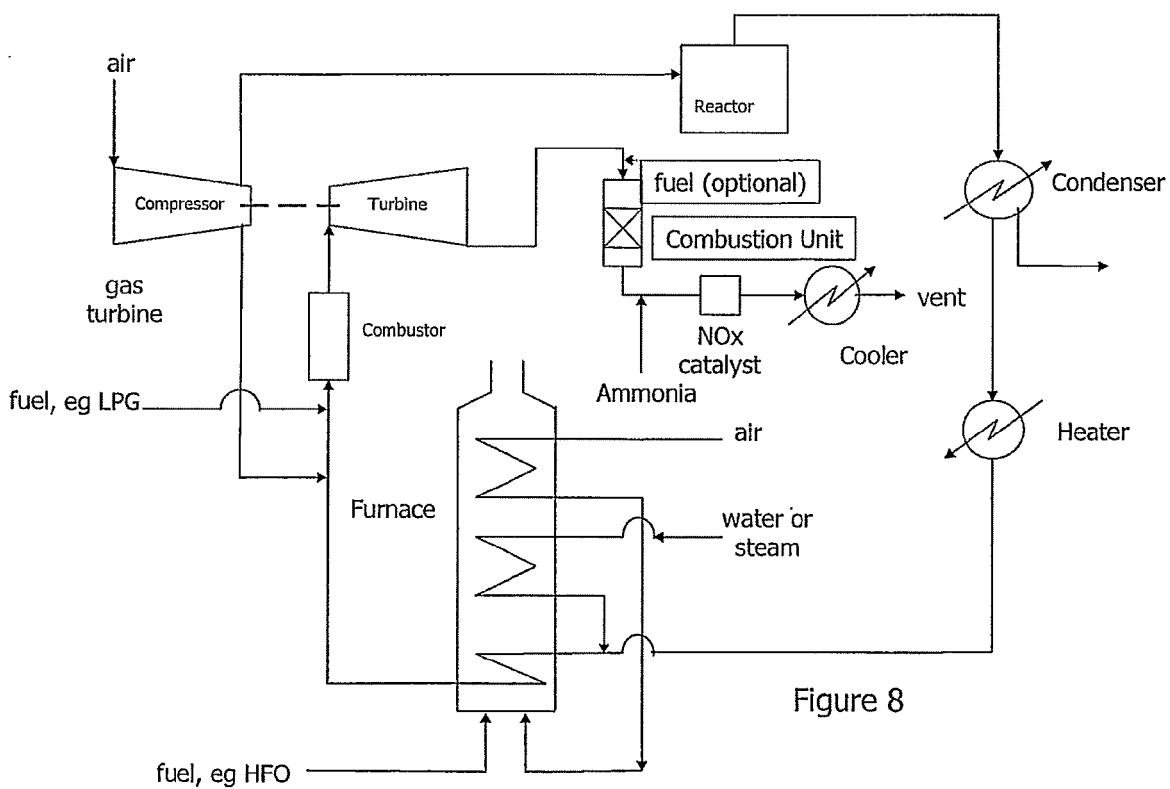 air
Reactor
fuel (optional)
Compressor
Turbine
Condenser
Combustion Unit
gas
turbine
Combustor
NOx
catalyst
vent
Cooler
Ammonia
fuel, eg LPG
air
Heater
Furnace
water or
steam
Figure 8
fuel, eg HFO